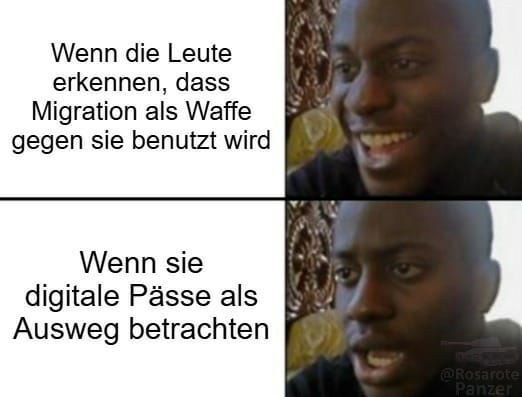 Wenn die Leute
erkennen, dass
Migration als Waffe
gegen sie benutzt wird
Wenn sie
digitale Pässe als
Ausweg betrachten
@Rosarote
Panzer